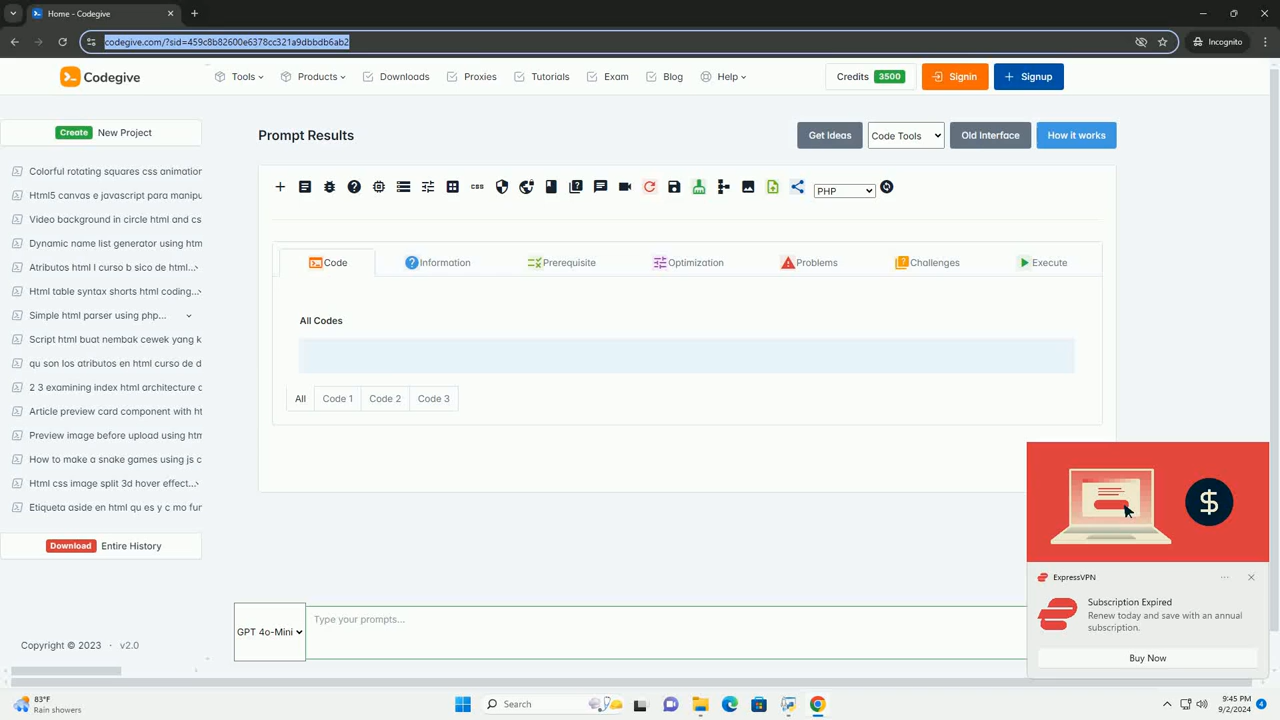 Home - Codegive
codegive.com/?sid=459c8b82600e6378cc321a9dbbdb6ab2
Incognito
Codegive
Tools
Products
Downloads
Proxies
Tutorials
Exam
Blog
Help
Credits 3500
Signin
Signup
Create New Project
Colorful rotating squares css animation
Html5 canvas e javascript para manipu
Video background in circle html and cs
Dynamic name list generator using htm
Atributos html l curso b sico de html...
Html table syntax shorts html coding...
Simple html parser using php...
Script html buat nembak cewek yang k
qu son los atributos en html curso de d
2 3 examining index html architecture
Article preview card component with ht
Preview image before upload using htm
How to make a snake games using js c
Html css image split 3d hover effect...
Etiqueta aside en html qu es y c mo fur
Download Entire History
Copyright © 2023 · v2.0
Prompt Results
Get Ideas
Code Tools
Old Interface
How it works
css
PHP
Code
Information
Prerequisite
Optimization
Problems
Challenges
Execute
All Codes
All
Code 1
Code 2
Code 3
GPT 4o-Mini
Type your prompts...
$
ExpressVPN
Subscription Expired
Renew today and save with an annual
subscription.
Buy Now
83°F
Rain showers
Search
9:45 PM
9/2/2024
4